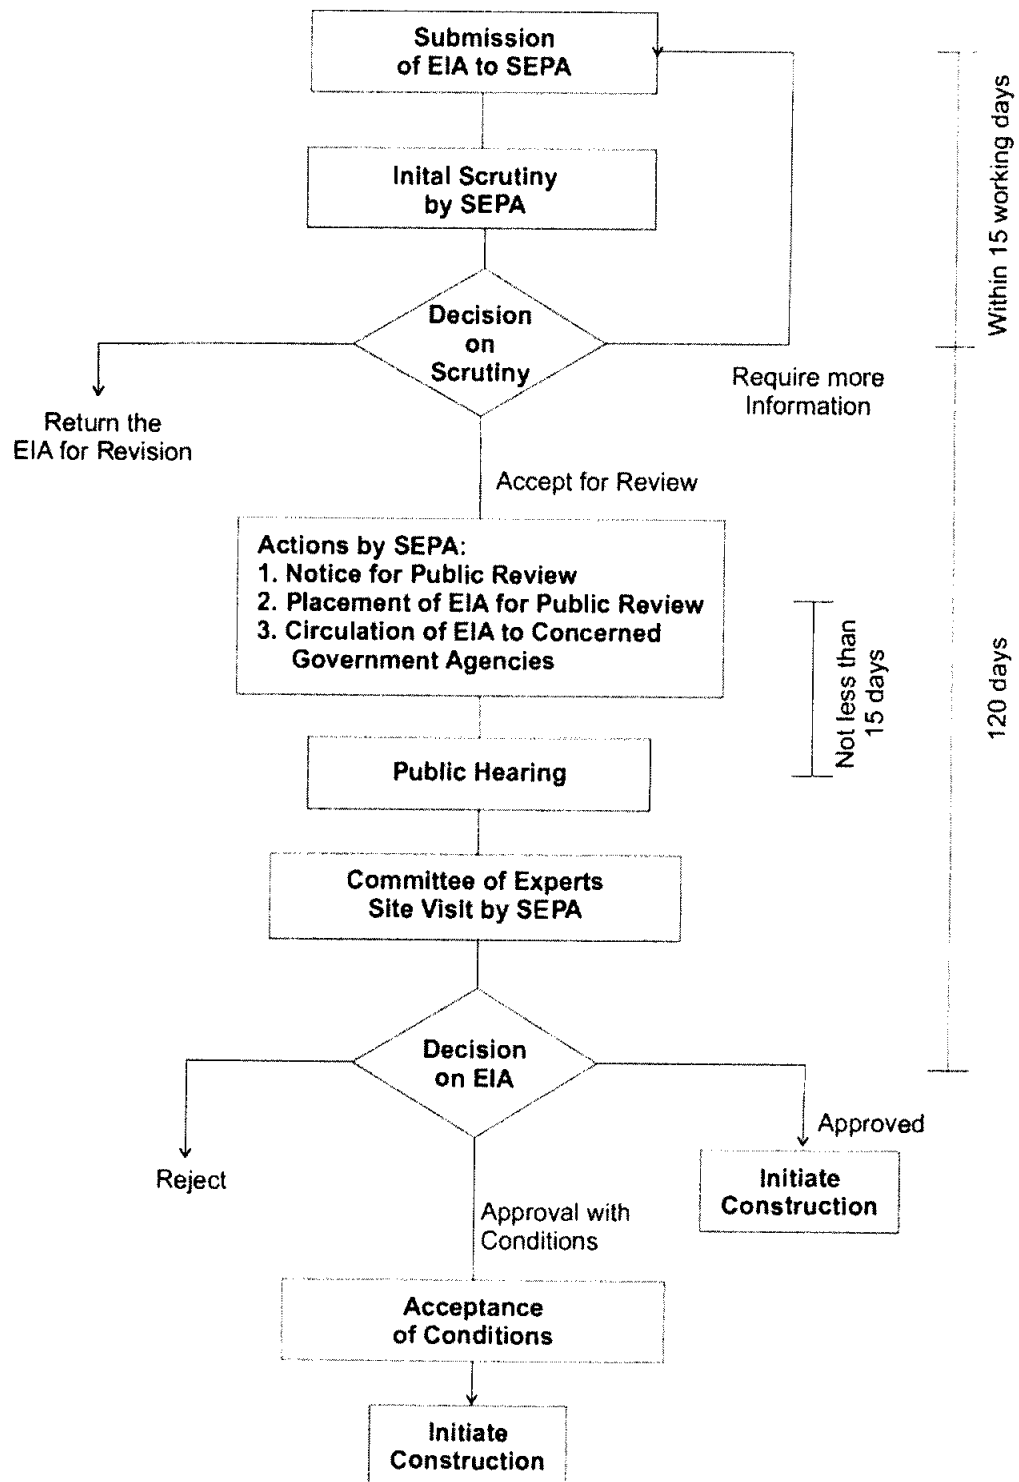 Submission
of EIA to SEPA
Inital Scrutiny
by SEPA
Within 15 working days
Decision
on
Scrutiny
Require more
Information
Return the
EIA for Revision
Accept for Review
Actions by SEPA:
1. Notice for Public Review
2. Placement of EIA for Public Review
3. Circulation of EIA to Concerned
Government Agencies
Not less than
15 days
120 days
Public Hearing
Committee of Experts
Site Visit by SEPA
Decision
on EIA
Approved
Reject
Initiate
Construction
Approval with
Conditions
Acceptance
of Conditions
Initiate
Construction